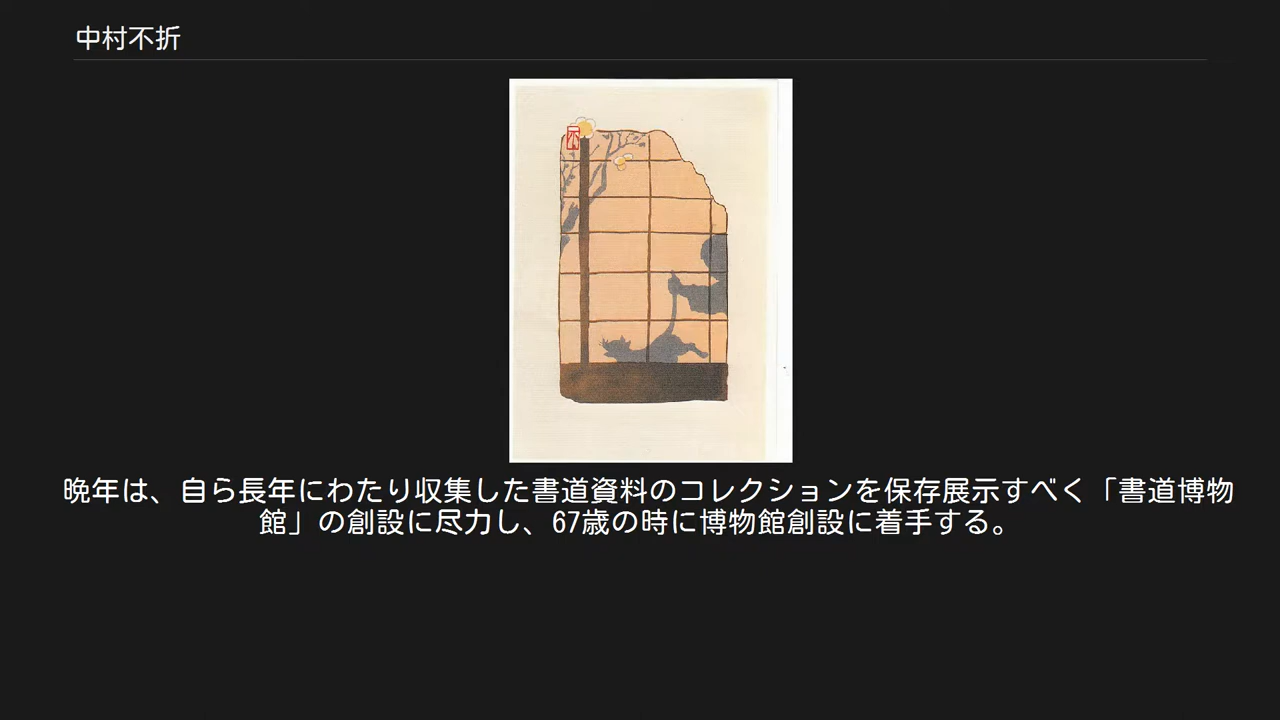 中村不折
不
晩年は、自ら長年にわたり収集した書道資料のコレクションを保存展示すべく「書道博物
館」の創設に尽力し、67歳の時に博物館創設に着手する。